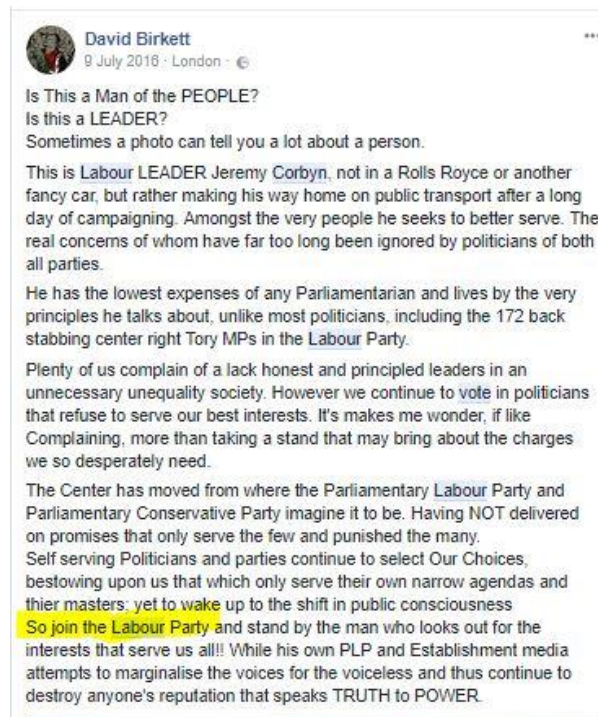 David Birkett
9 July 2016 · London ·
Is This a Man of the PEOPLE?
Is this a LEADER?
Sometimes a photo can tell you a lot about a person.
This is Labour LEADER Jeremy Corbyn, not in a Rolls Royce or another
fancy car, but rather making his way home on public transport after a long
day of campaigning. Amongst the very people he seeks to better serve. The
real concerns of whom have far too long been ignored by politicians of both
all parties.
He has the lowest expenses of any Parliamentarian and lives by the very
principles he talks about, unlike most politicians, including the 172 back
stabbing center right Tory MPs in the Labour Party.
Plenty of us complain of a lack honest and principled leaders in an
unnecessary unequality society. However we continue to vote in politicians
that refuse to serve our best interests. It's makes me wonder, if like
Complaining, more than taking a stand that may bring about the charges
we so desperately need.
The Center has moved from where the Parliamentary Labour Party and
Parliamentary Conservative Party imagine it to be. Having NOT delivered
on promises that only serve the few and punished the many.
Self serving Politicians and parties continue to select Our Choices,
bestowing upon us that which only serve their own narrow agendas and
thier masters; yet to wake up to the shift in public consciousness
So join the Labour Party and stand by the man who looks out for the
interests that serve us all!! While his own PLP and Establishment media
attempts to marginalise the voices for the voiceless and thus continue to
destroy anyone's reputation that speaks TRUTH to POWER.